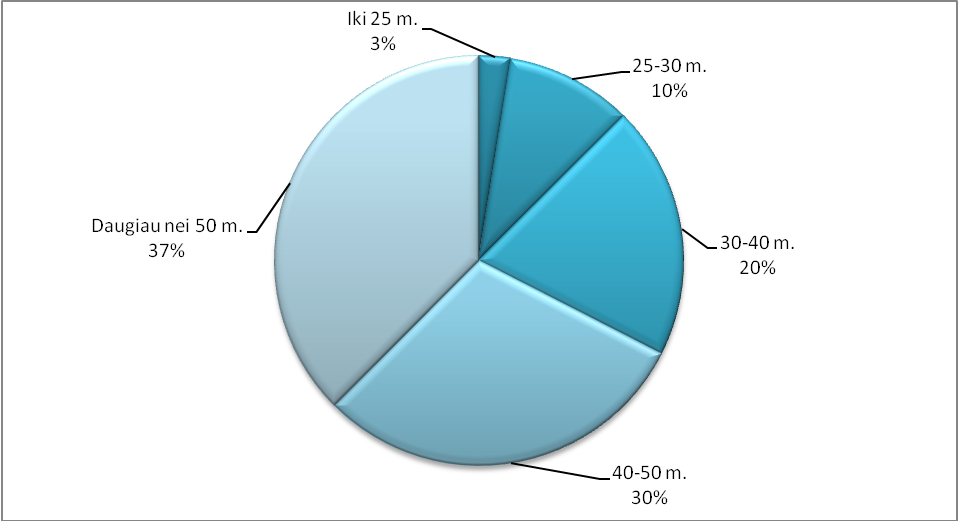 Iki 25 m.
3%
25-30 m.
10%
30-40 m.
20%
40-50 m.
30%
Daugiau nei 50 m.
37%